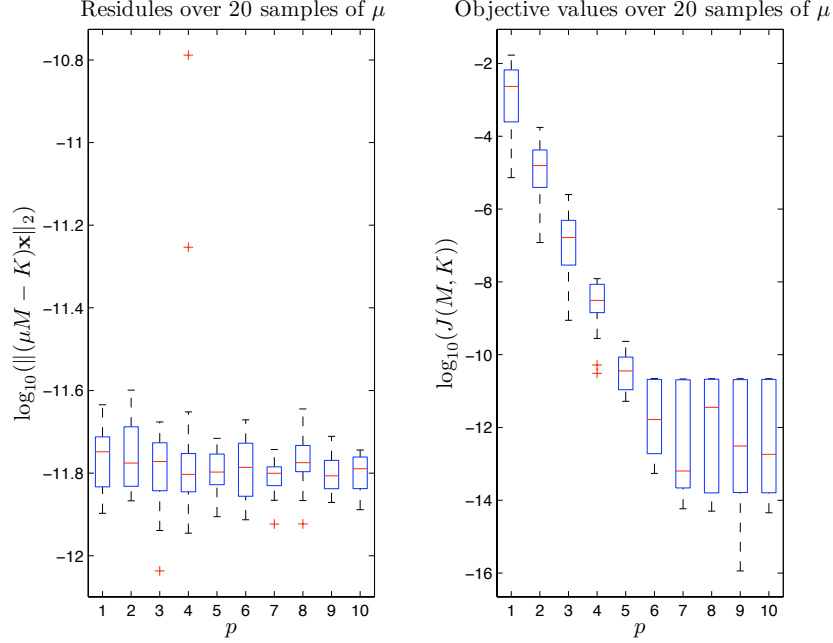 Residules over 20 samples of μ
−10.8
−11
−11.2
−11.4
−11.6
−11.8
−12
log₁₀(‖(μM − K)x‖₂)
1 2 3 4 5 6 7 8 9 10
p
Objective values over 20 samples of μ
−2
−4
−6
−8
−10
−12
−14
−16
log₁₀(J(M, K))
1 2 3 4 5 6 7 8 9 10
p